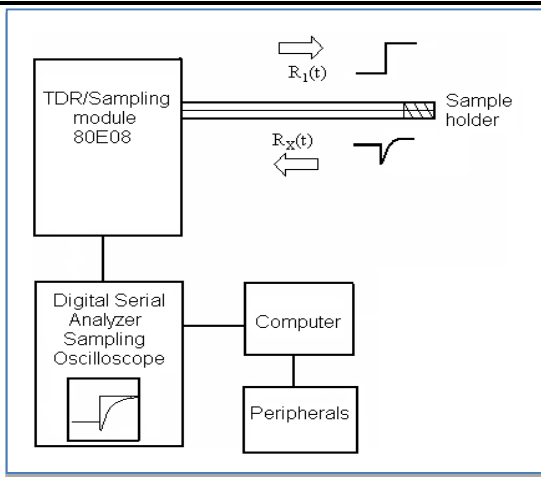 R1(t)
TDR/Sampling
module
80E08
Sample
holder
RX(t)
Digital Serial
Analyzer
Sampling
Oscilloscope
Computer
Peripherals